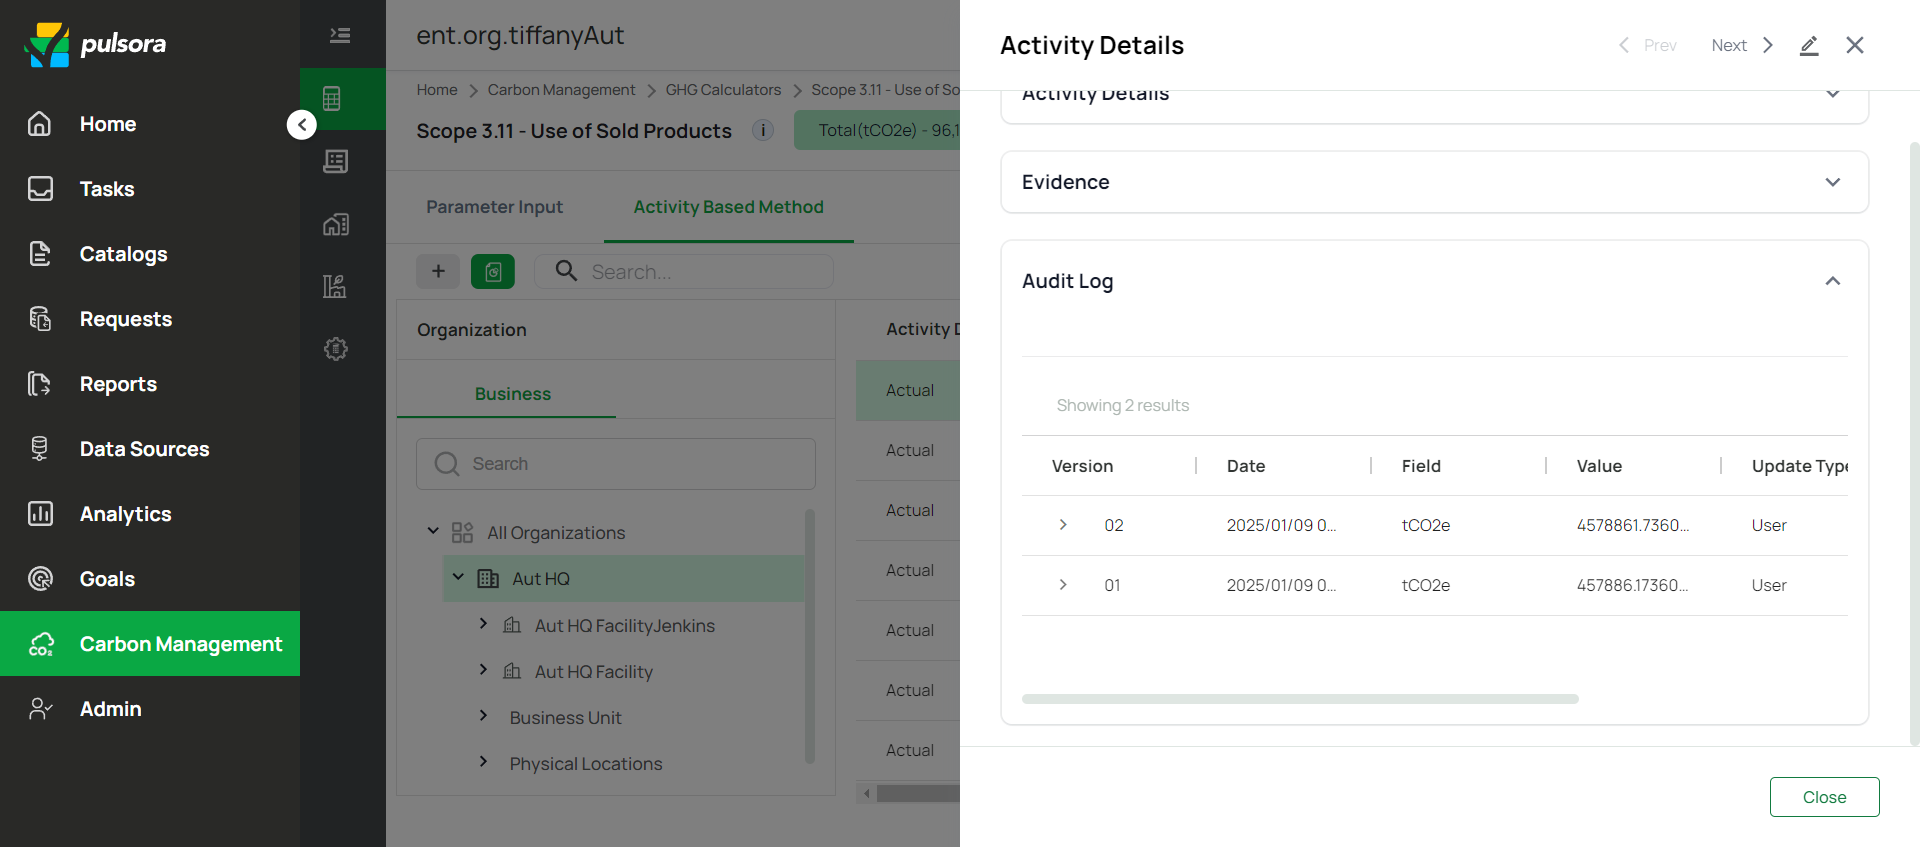 pulsora
Home
Tasks
Catalogs
Requests
Reports
Data Sources
Analytics
Goals
Carbon Management
Admin
ent.org.tiffanyAut
Home > Carbon Management > GHG Calculators > Scope 3.11 - Use of So
Scope 3.11 - Use of Sold Products i Total(tCO2e) - 96,1
Parameter Input Activity Based Method
+ Search...
Organization
Business
Search
All Organizations
Aut HQ
Aut HQ FacilityJenkins
Aut HQ Facility
Business Unit
Physical Locations
Activity D
Actual
Actual
Actual
Actual
Actual
Actual
Actual
Activity Details
Prev Next
Activity Details
Evidence
Audit Log
Showing 2 results
Version Date Field Value Update Type
02 2025/01/09 0... tCO2e 4578861.7360... User
01 2025/01/09 0... tCO2e 457886.17360... User
Close